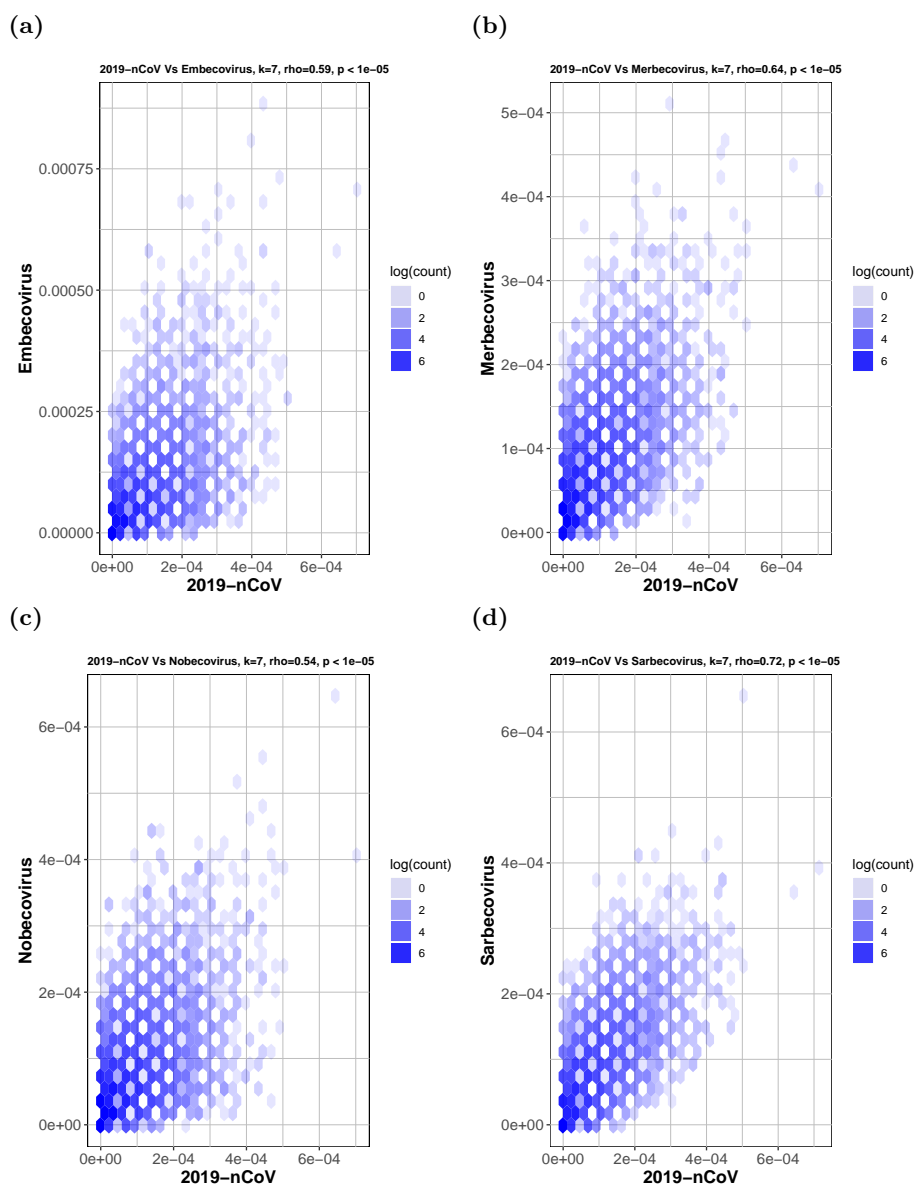 (a)
2019−nCoV Vs Embecovirus, k=7, rho=0.59, p < 1e−05
0.00075
0.00050
0.00025
0.00000
Embecovirus
0e+00 2e−04 4e−04 6e−04
2019−nCoV
log(count)
0
2
4
6
(b)
2019−nCoV Vs Merbecovirus, k=7, rho=0.64, p < 1e−05
5e−04
4e−04
3e−04
2e−04
1e−04
0e+00
Merbecovirus
0e+00 2e−04 4e−04 6e−04
2019−nCoV
log(count)
0
2
4
6
(c)
2019−nCoV Vs Nobecovirus, k=7, rho=0.54, p < 1e−05
6e−04
4e−04
2e−04
0e+00
Nobecovirus
0e+00 2e−04 4e−04 6e−04
2019−nCoV
log(count)
0
2
4
6
(d)
2019−nCoV Vs Sarbecovirus, k=7, rho=0.72, p < 1e−05
6e−04
4e−04
2e−04
0e+00
Sarbecovirus
0e+00 2e−04 4e−04 6e−04
2019−nCoV
log(count)
0
2
4
6